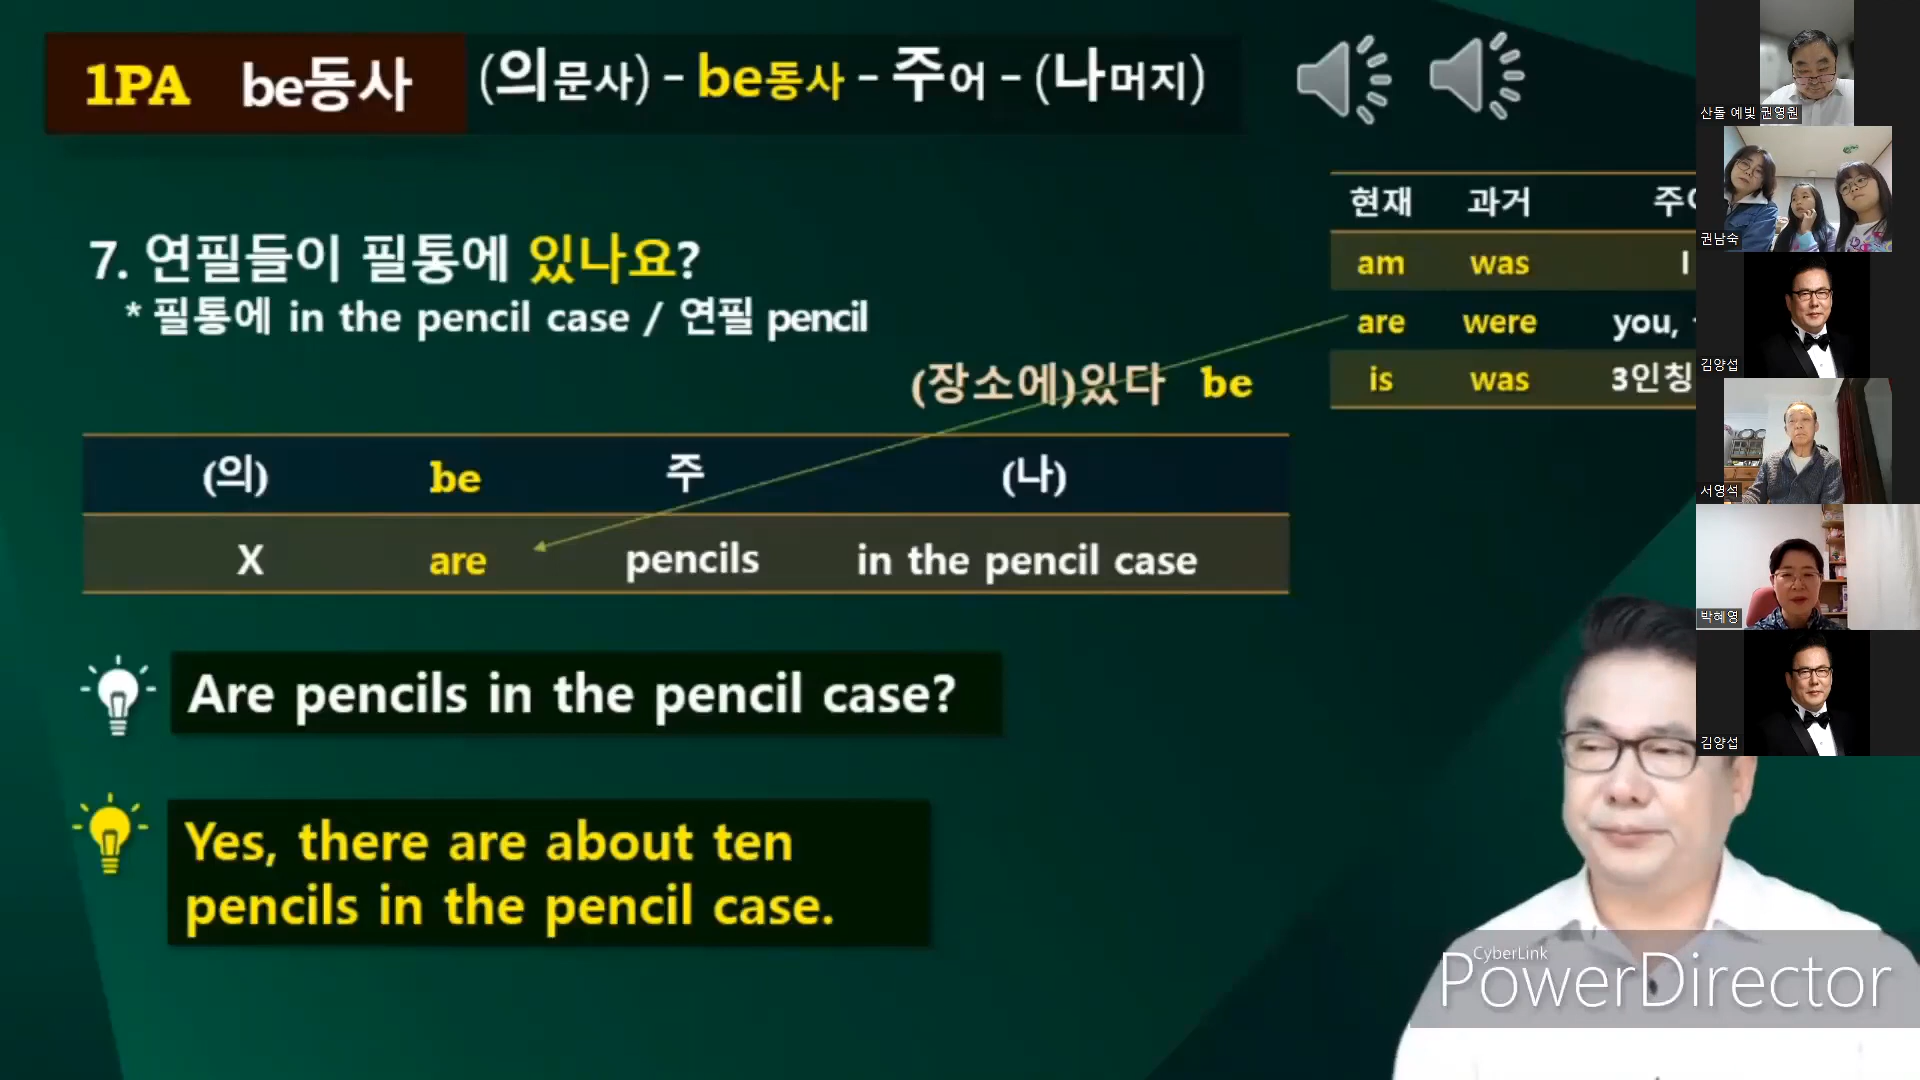 1PA be동사 (의문사) - be동사 - 주어 - (나머지)
7. 연필들이 필통에 있나요?
* 필통에 in the pencil case / 연필 pencil
(장소에)있다 be
현재 과거
am was I
are were you,
is was 3인칭
(의) be 주 (나)
X are pencils in the pencil case
Are pencils in the pencil case?
Yes, there are about ten
pencils in the pencil case.
산돌 예빛 권영원
권남숙
김양섭
서영석
박혜영
김양섭
CyberLink
PowerDirector